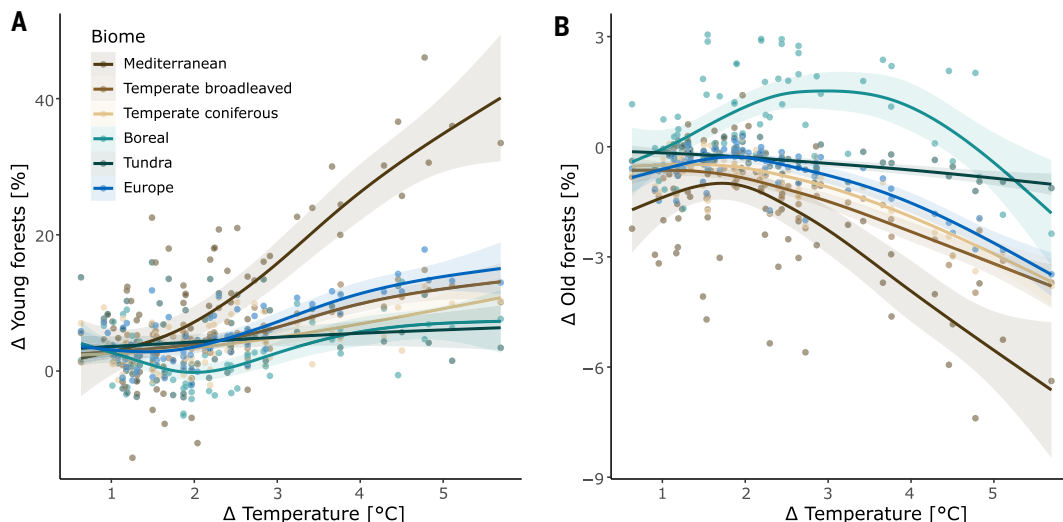 A
Δ Young forests [%]
40
20
0
Biome
Mediterranean
Temperate broadleaved
Temperate coniferous
Boreal
Tundra
Europe
1 2 3 4 5
Δ Temperature [°C]
B
Δ Old forests [%]
3
0
−3
−6
−9
1 2 3 4 5
Δ Temperature [°C]